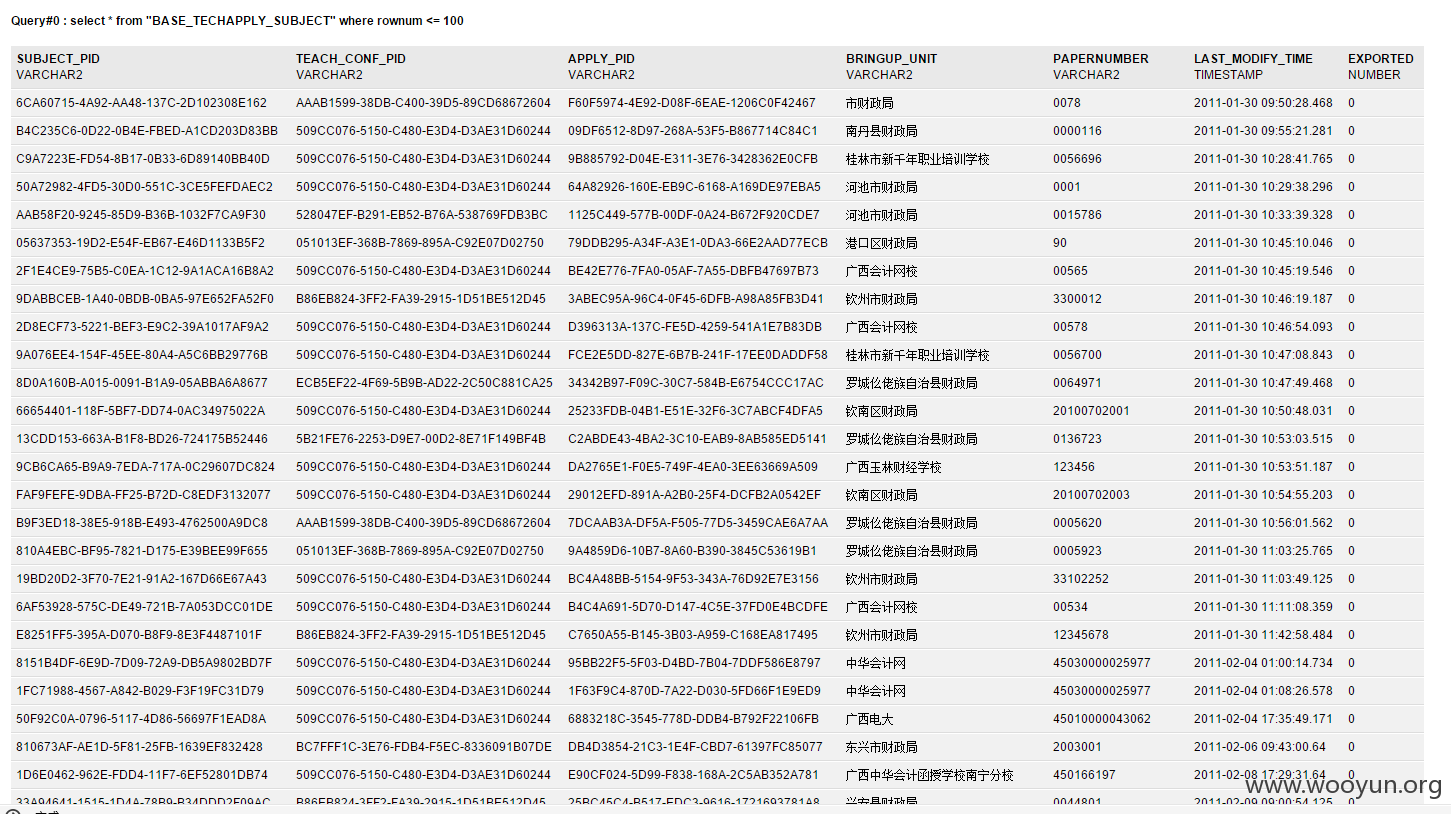 Query#0 : select * from "BASE_TECHAPPLY_SUBJECT" where rownum <= 100
SUBJECT_PID TEACH_CONF_PID APPLY_PID BRINGUP_UNIT PAPERNUMBER LAST_MODIFY_TIME EXPORTED
VARCHAR2 VARCHAR2 VARCHAR2 VARCHAR2 VARCHAR2 TIMESTAMP NUMBER
6CA60715-4A92-AA48-137C-2D102308E162 AAAB1599-38DB-C400-39D5-89CD68672604 F60F5974-4E92-D08F-6EAE-1206C0F42467 市财政局 0078 2011-01-30 09:50:28.468 0
B4C235C6-0D22-0B4E-FBED-A1CD203D83BB 509CC076-5150-C480-E3D4-D3AE31D60244 09DF6512-8D97-268A-53F5-B867714C84C1 南丹县财政局 0000116 2011-01-30 09:55:21.281 0
C9A7223E-FD54-8B17-0B33-6D89140BB40D 509CC076-5150-C480-E3D4-D3AE31D60244 9B885792-D04E-E311-3E76-3428362E0CFB 桂林市新千年职业培训学校 0056696 2011-01-30 10:28:41.765 0
50A72982-4FD5-30D0-551C-3CE5FEFDAEC2 509CC076-5150-C480-E3D4-D3AE31D60244 64A82926-160E-EB9C-6168-A169DE97EBA5 河池市财政局 0001 2011-01-30 10:29:38.296 0
AAB58F20-9245-85D9-B36B-1032F7CA9F30 528047EF-B291-EB52-B76A-538769FDB3BC 1125C449-577B-00DF-0A24-B672F920CDE7 河池市财政局 0015786 2011-01-30 10:33:39.328 0
05637353-19D2-E54F-EB67-E46D1133B5F2 051013EF-368B-7869-895A-C92E07D02750 79DDB295-A34F-A3E1-0DA3-66E2AAD77ECB 港口区财政局 90 2011-01-30 10:45:10.046 0
2F1E4CE9-75B5-C0EA-1C12-9A1ACA16B8A2 509CC076-5150-C480-E3D4-D3AE31D60244 BE42E776-7FA0-05AF-7A55-DBFB47697B73 广西会计网校 00565 2011-01-30 10:45:19.546 0
9DABBCEB-1A40-0BDB-0BA5-97E652FA52F0 B86EB824-3FF2-FA39-2915-1D51BE512D45 3ABEC95A-96C4-0F45-6DFB-A98A85FB3D41 钦州市财政局 3300012 2011-01-30 10:46:19.187 0
2D8ECF73-5221-BEF3-E9C2-39A1017AF9A2 509CC076-5150-C480-E3D4-D3AE31D60244 D396313A-137C-FE5D-4259-541A1E7B83DB 广西会计网校 00578 2011-01-30 10:46:54.093 0
9A076EE4-154F-45EE-80A4-A5C6BB29776B 509CC076-5150-C480-E3D4-D3AE31D60244 FCE2E5DD-827E-6B7B-241F-17EE0DADDF58 桂林市新千年职业培训学校 0056700 2011-01-30 10:47:08.843 0
8D0A160B-A015-0091-B1A9-05ABBA6A8677 ECB5EF22-4F69-5B9B-AD22-2C50C881CA25 34342B97-F09C-30C7-584B-E6754CCC17AC 罗城仫佬族自治县财政局 0064971 2011-01-30 10:47:49.468 0
66654401-118F-5BF7-DD74-0AC34975022A 509CC076-5150-C480-E3D4-D3AE31D60244 25233FDB-04B1-E51E-32F6-3C7ABCF4DFA5 钦南区财政局 20100702001 2011-01-30 10:50:48.031 0
13CDD153-663A-B1F8-BD26-724175B52446 5B21FE76-2253-D9E7-00D2-8E71F149BF4B C2ABDE43-4BA2-3C10-EAB9-8AB585ED5141 罗城仫佬族自治县财政局 0136723 2011-01-30 10:53:03.515 0
9CB6CA65-B9A9-7EDA-717A-0C29607DC824 509CC076-5150-C480-E3D4-D3AE31D60244 DA2765E1-F0E5-749F-4EA0-3EE63669A509 广西玉林财经学校 123456 2011-01-30 10:53:51.187 0
FAF9FEFE-9DBA-FF25-B72D-C8EDF3132077 509CC076-5150-C480-E3D4-D3AE31D60244 29012EFD-891A-A2B0-25F4-DCFB2A0542EF 钦南区财政局 20100702003 2011-01-30 10:54:55.203 0
B9F3ED18-38E5-918B-E493-4762500A9DC8 AAAB1599-38DB-C400-39D5-89CD68672604 7DCAAB3A-DF5A-F505-77D5-3459CAE6A7AA 罗城仫佬族自治县财政局 0005620 2011-01-30 10:56:01.562 0
810A4EBC-BF95-7821-D175-E39BEE99F655 051013EF-368B-7869-895A-C92E07D02750 9A4859D6-10B7-8A60-B390-3845C53619B1 罗城仫佬族自治县财政局 0005923 2011-01-30 11:03:25.765 0
19BD20D2-3F70-7E21-91A2-167D66E67A43 509CC076-5150-C480-E3D4-D3AE31D60244 BC4A48BB-5154-9F53-343A-76D92E7E3156 钦州市财政局 33102252 2011-01-30 11:03:49.125 0
6AF53928-575C-DE49-721B-7A053DCC01DE 509CC076-5150-C480-E3D4-D3AE31D60244 B4C4A691-5D70-D147-4C5E-37FD0E4BCDFE 广西会计网校 00534 2011-01-30 11:11:08.359 0
E8251FF5-395A-D070-B8F9-8E3F4487101F B86EB824-3FF2-FA39-2915-1D51BE512D45 C7650A55-B145-3B03-A959-C168EA817495 钦州市财政局 12345678 2011-01-30 11:42:58.484 0
8151B4DF-6E9D-7D09-72A9-DB5A9802BD7F 509CC076-5150-C480-E3D4-D3AE31D60244 95BB22F5-5F03-D4BD-7B04-7DDF586E8797 中华会计网 45030000025977 2011-02-04 01:00:14.734 0
1FC71988-4567-A842-B029-F3F19FC31D79 509CC076-5150-C480-E3D4-D3AE31D60244 1F63F9C4-870D-7A22-D030-5FD66F1E9ED9 中华会计网 45030000025977 2011-02-04 01:08:26.578 0
50F92C0A-0796-5117-4D86-56697F1EAD8A 509CC076-5150-C480-E3D4-D3AE31D60244 6883218C-3545-778D-DDB4-B792F22106FB 广西电大 45010000043062 2011-02-04 17:35:49.171 0
810673AF-AE1D-5F81-25FB-1639EF832428 BC7FFF1C-3E76-FDB4-F5EC-8336091B07DE DB4D3854-21C3-1E4F-CBD7-61397FC85077 东兴市财政局 2003001 2011-02-06 09:43:00.64 0
1D6E0462-962E-FDD4-11F7-6EF52801DB74 509CC076-5150-C480-E3D4-D3AE31D60244 E90CF024-5D99-F838-168A-2C5AB352A781 广西中华会计函授学校南宁分校 450166197 2011-02-08 17:29:31.64 0
33A94641-1515-1D4A-78B9-B34DDD2F09AC B86EB824-3FF2-FA39-2915-1D51BE512D45 25BC45C4-B517-EDC3-9616-1721693781A8 兴安县财政局 0044801 2011-02-09 09:00:54.125 0
www.wooyun.org